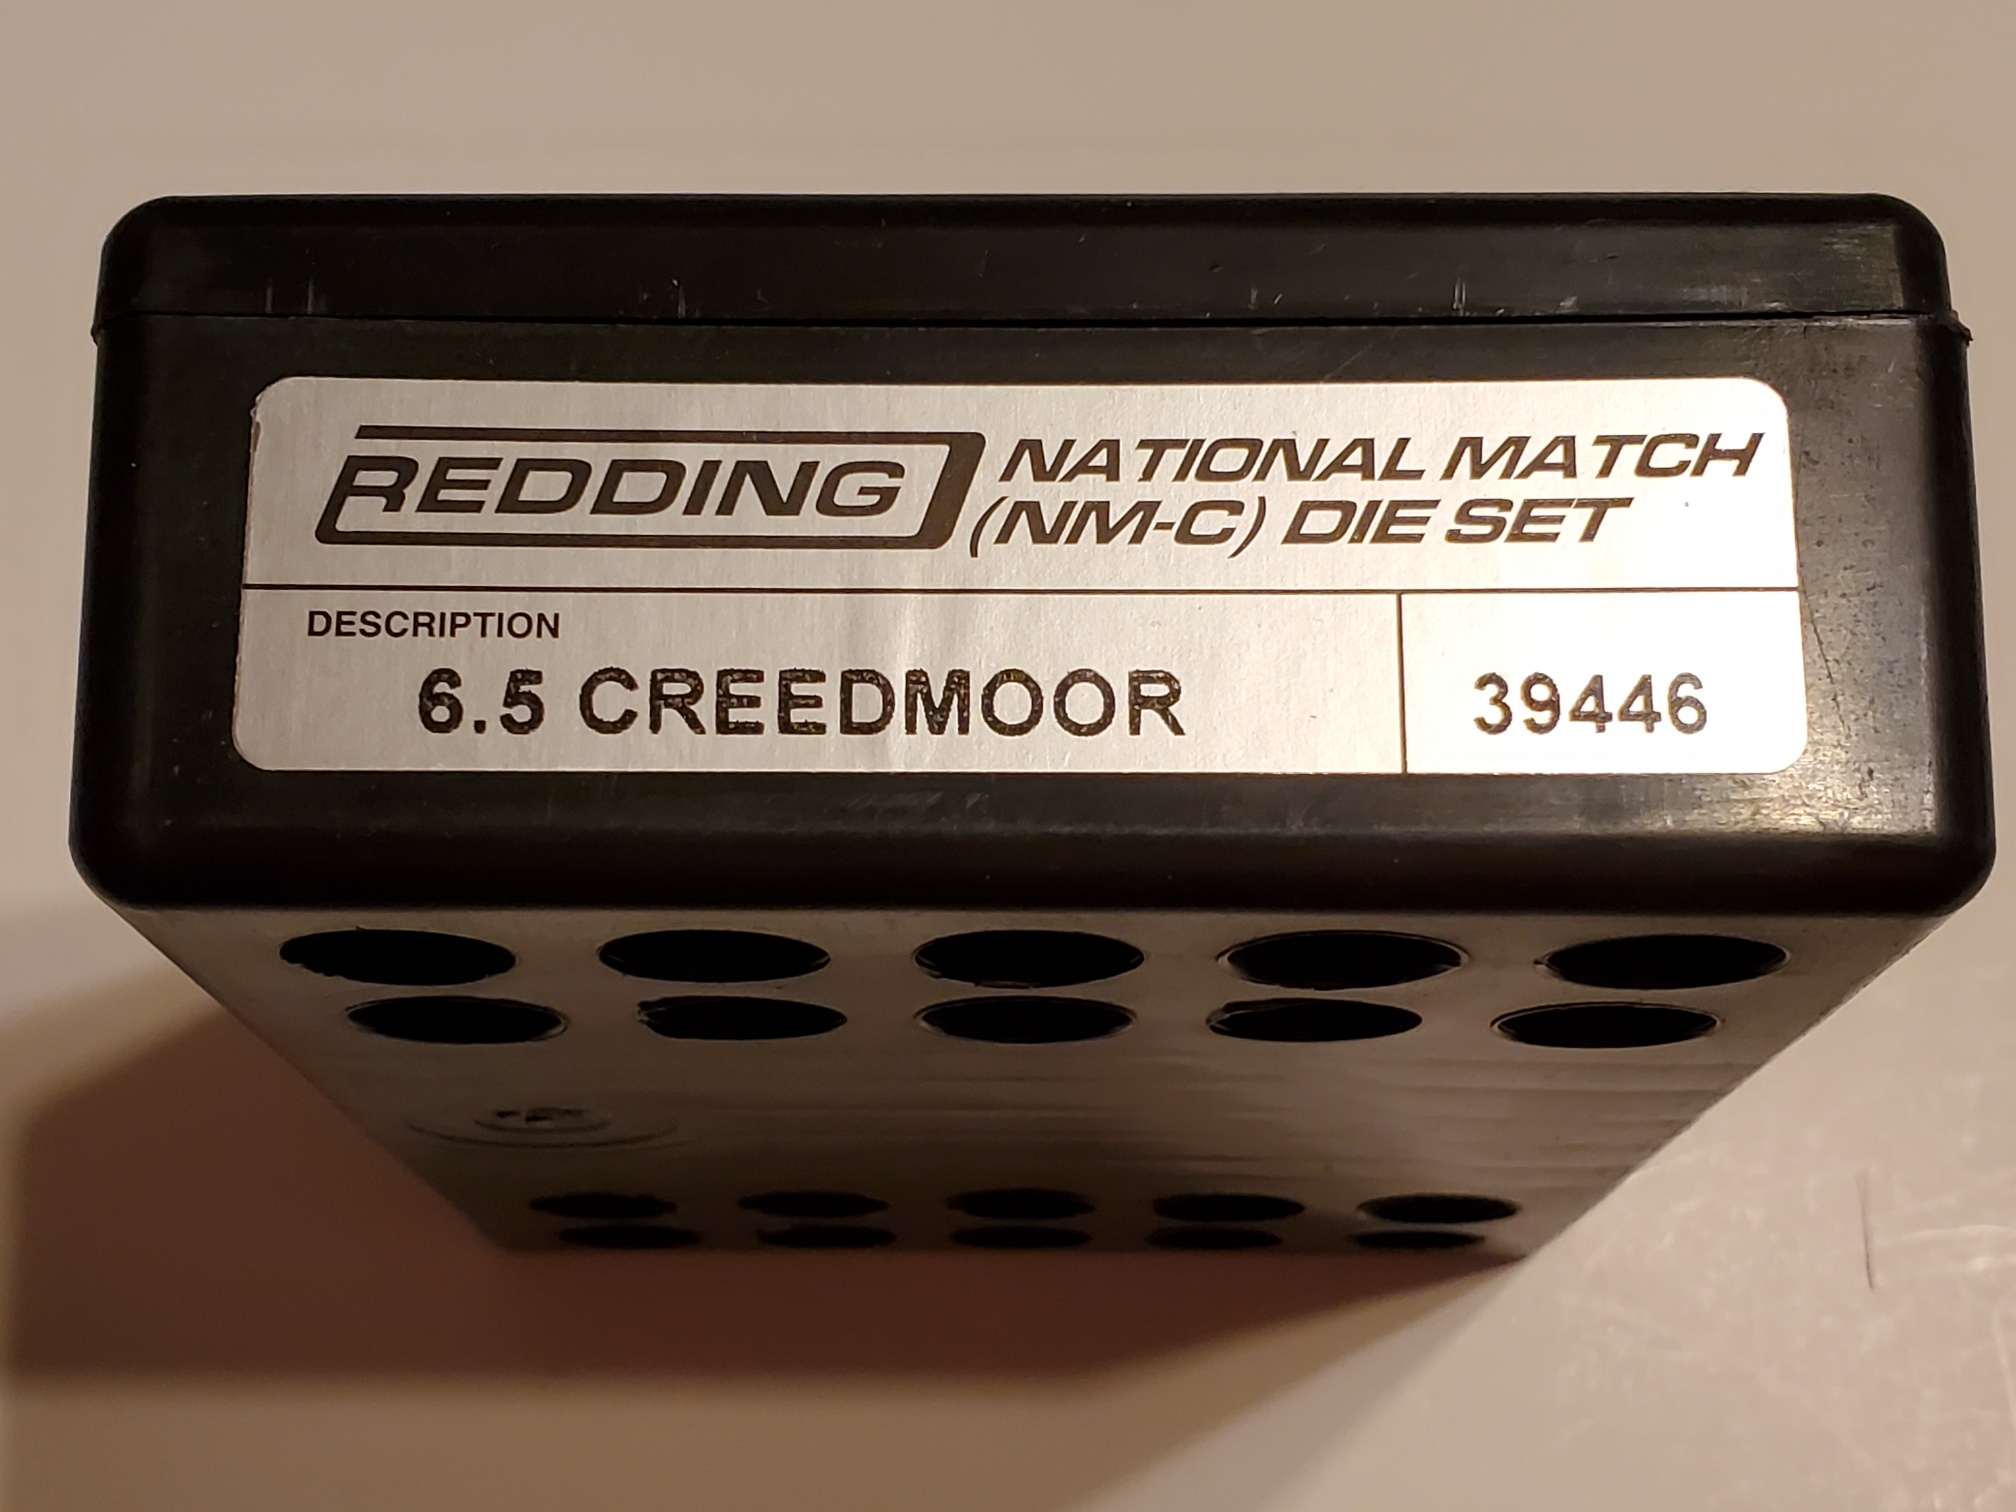 REDDING NATIONAL MATCH
(NM-C) DIE SET
DESCRIPTION
6.5 CREEDMOOR 39446